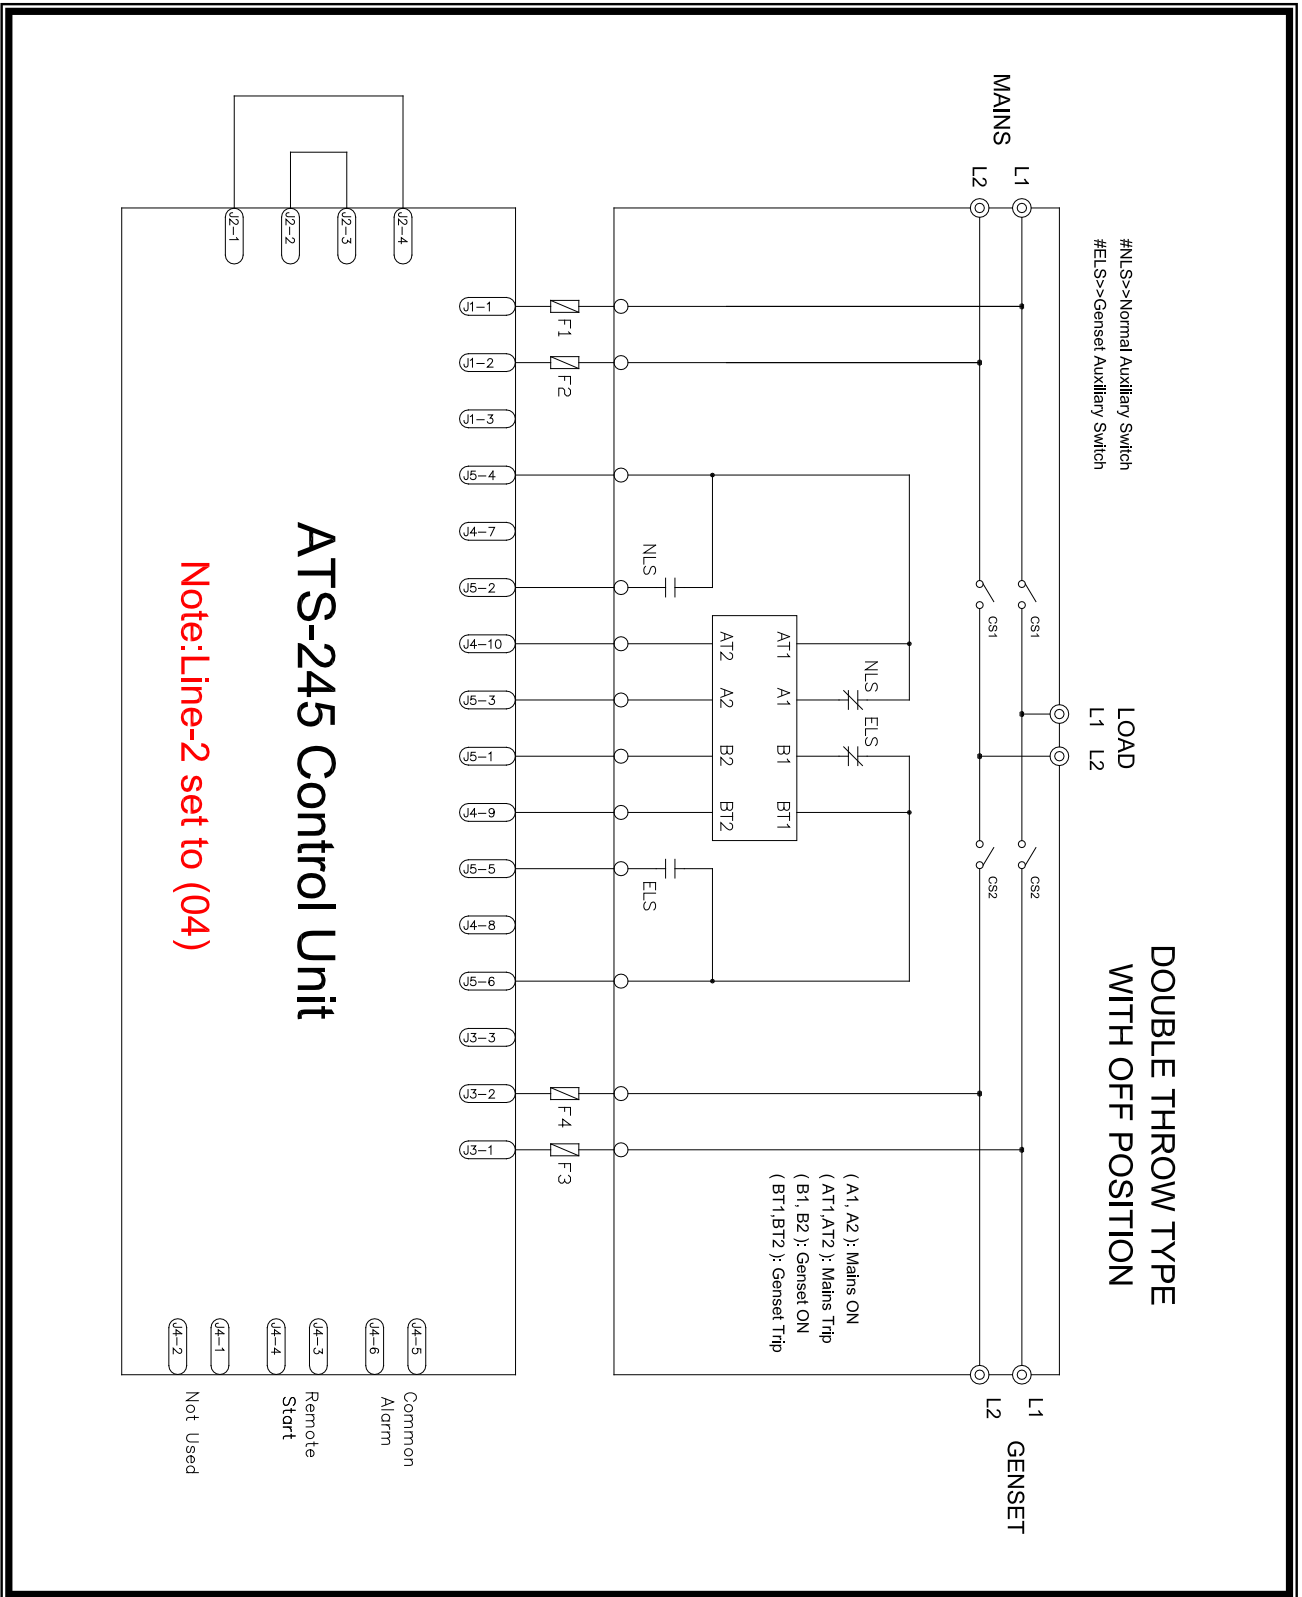 DOUBLE THROW TYPE
WITH OFF POSITION
#NLS>>Normal Auxiliary Switch
#ELS>>Genset Auxiliary Switch
LOAD
L1 L2
MAINS
L1
L2
CS1
CS1
CS2
CS2
L1
L2
GENSET
NLS
ELS
AT1
A1
B1
BT1
AT2
A2
B2
BT2
NLS
ELS
( A1, A2 ): Mains ON
( AT1,AT2 ): Mains Trip
( B1, B2 ): Genset ON
( BT1,BT2 ): Genset Trip
F1
F2
F4
F3
J1-1
J1-2
J1-3
J5-4
J4-7
J5-2
J4-10
J5-3
J5-1
J4-9
J5-5
J4-8
J5-6
J3-3
J3-2
J3-1
J2-4
J2-3
J2-2
J2-1
ATS-245 Control Unit
Note:Line-2 set to (04)
J4-5
J4-6
J4-3
J4-4
J4-1
J4-2
Common
Alarm
Remote
Start
Not Used